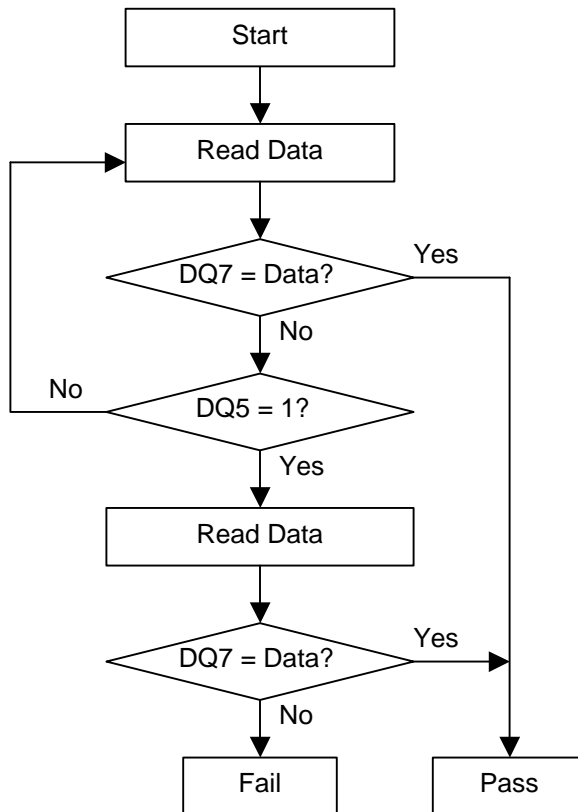 Start
Read Data
DQ7 = Data?
Yes
No
DQ5 = 1?
No
Yes
Read Data
DQ7 = Data?
Yes
No
Fail
Pass